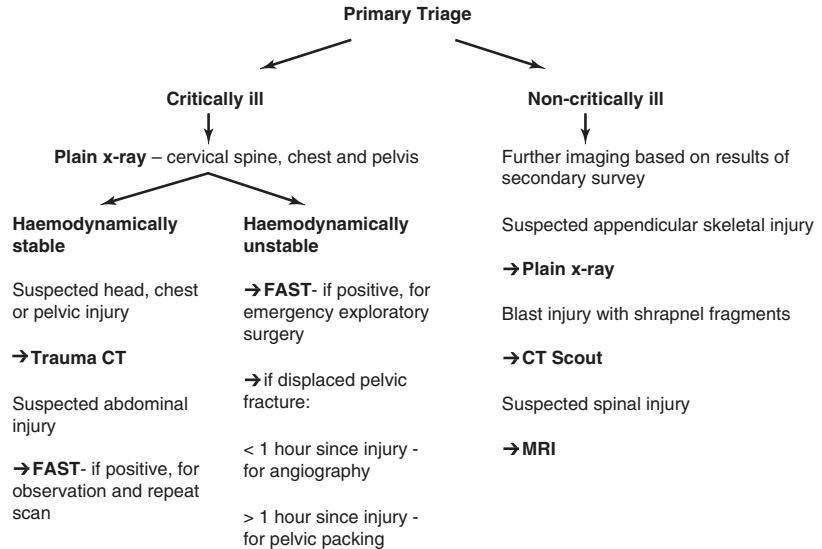 Primary Triage
Critically ill
Plain x-ray – cervical spine, chest and pelvis
Haemodynamically
stable
Suspected head, chest
or pelvic injury
→Trauma CT
Suspected abdominal
injury
→FAST- if positive, for
observation and repeat
scan
Haemodynamically
unstable
→FAST- if positive, for
emergency exploratory
surgery
→if displaced pelvic
fracture:
< 1 hour since injury -
for angiography
> 1 hour since injury -
for pelvic packing
Non-critically ill
Further imaging based on results of
secondary survey
Suspected appendicular skeletal injury
→Plain x-ray
Blast injury with shrapnel fragments
→CT Scout
Suspected spinal injury
→MRI